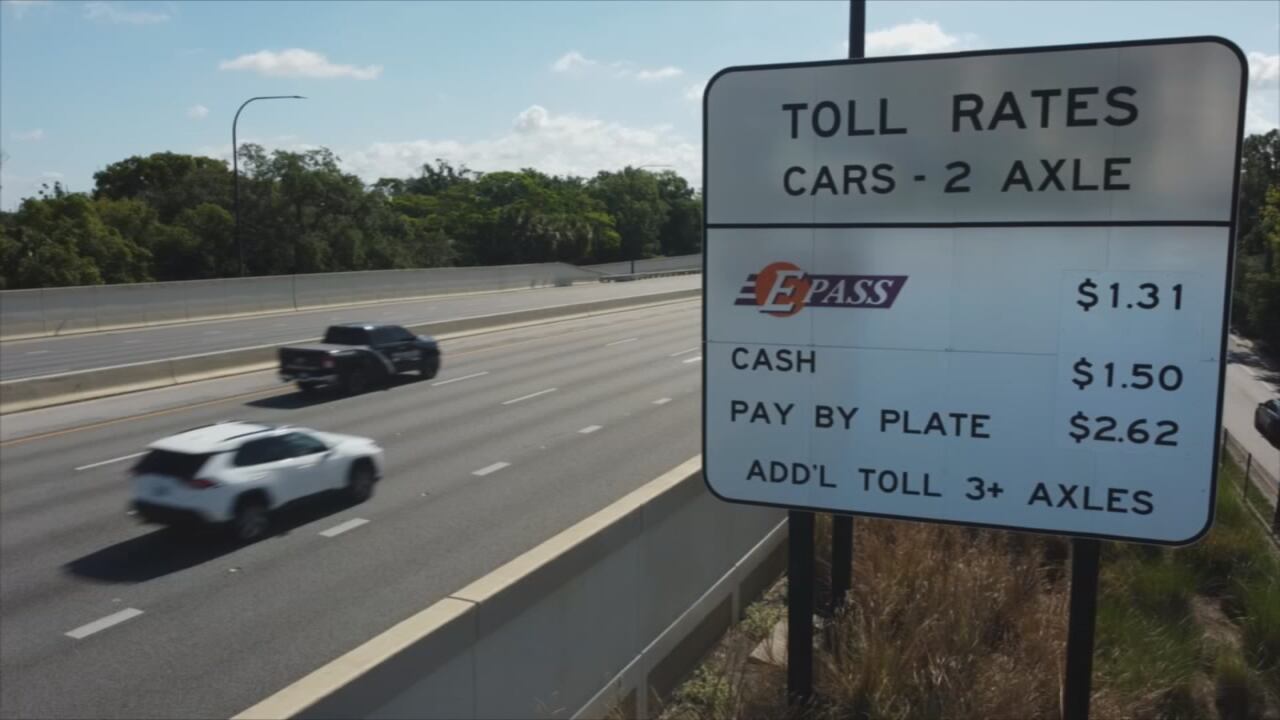 TOLL RATES
CARS - 2 AXLE
E PASS $1.31
CASH $1.50
PAY BY PLATE $2.62
ADD'L TOLL 3+ AXLES